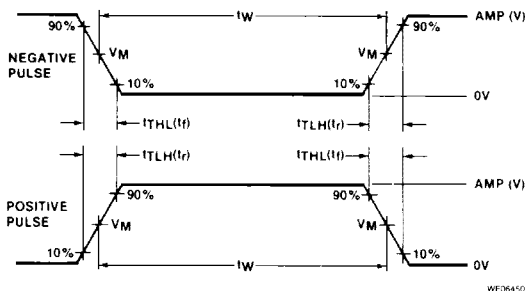 tW
AMP (V)
90%
90%
NEGATIVE
PULSE
VM
VM
10%
10%
0V
tTHL(tf)
tTLH(tr)
tTLH(tr)
tTHL(tf)
AMP (V)
90%
90%
POSITIVE
PULSE
VM
VM
10%
10%
tW
0V
WF06450